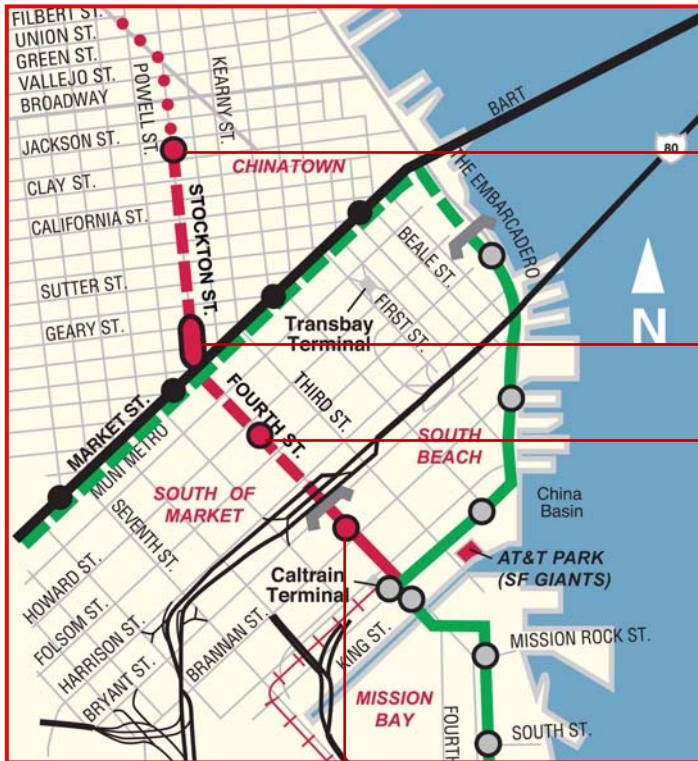 FILBERT ST.
UNION ST.
GREEN ST.
VALLEJO ST.
BROADWAY
POWELL ST.
KEARNY ST.
JACKSON ST.
CHINATOWN
CLAY ST.
STOCKTON ST.
CALIFORNIA ST.
SUTTER ST.
GEARY ST.
BART
80
THE EMBARCADERO
BEALE ST.
FIRST ST.
Transbay
Terminal
N
THIRD ST.
FOURTH ST.
MARKET ST.
MUNI METRO
SOUTH
BEACH
SOUTH OF
MARKET
SEVENTH ST.
China
Basin
HOWARD ST.
FOLSOM ST.
HARRISON ST.
BRYANT ST.
BRANNAN ST.
Caltrain
Terminal
AT&T PARK
(SF GIANTS)
KING ST.
MISSION ROCK ST.
MISSION
BAY
FOURTH
SOUTH ST.